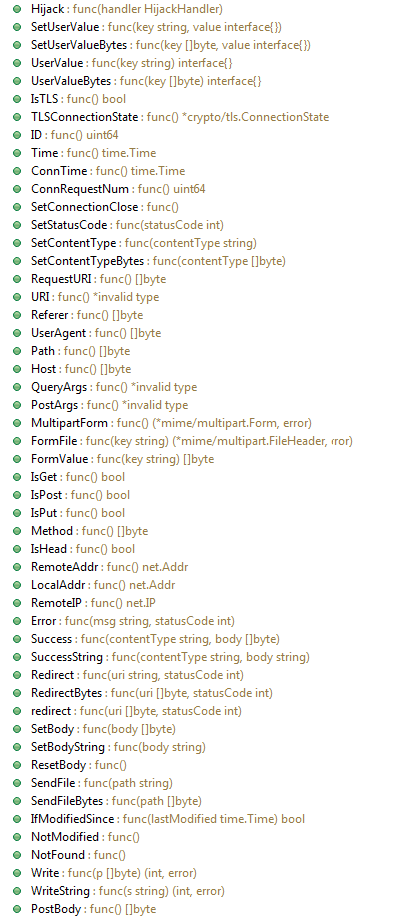 Hijack : func(handler HijackHandler)
SetUserValue : func(key string, value interface{})
SetUserValueBytes : func(key []byte, value interface{})
UserValue : func(key string) interface{}
UserValueBytes : func(key []byte) interface{}
IsTLS : func() bool
TLSConnectionState : func() *crypto/tls.ConnectionState
ID : func() uint64
Time : func() time.Time
ConnTime : func() time.Time
ConnRequestNum : func() uint64
SetConnectionClose : func()
SetStatusCode : func(statusCode int)
SetContentType : func(contentType string)
SetContentTypeBytes : func(contentType []byte)
RequestURI : func() []byte
URI : func() *invalid type
Referer : func() []byte
UserAgent : func() []byte
Path : func() []byte
Host : func() []byte
QueryArgs : func() *invalid type
PostArgs : func() *invalid type
MultipartForm : func() (*mime/multipart.Form, error)
FormFile : func(key string) (*mime/multipart.FileHeader, rror)
FormValue : func(key string) []byte
IsGet : func() bool
IsPost : func() bool
IsPut : func() bool
Method : func() []byte
IsHead : func() bool
RemoteAddr : func() net.Addr
LocalAddr : func() net.Addr
RemoteIP : func() net.IP
Error : func(msg string, statusCode int)
Success : func(contentType string, body []byte)
SuccessString : func(contentType string, body string)
Redirect : func(uri string, statusCode int)
RedirectBytes : func(uri []byte, statusCode int)
redirect : func(uri []byte, statusCode int)
SetBody : func(body []byte)
SetBodyString : func(body string)
ResetBody : func()
SendFile : func(path string)
SendFileBytes : func(path []byte)
IfModifiedSince : func(lastModified time.Time) bool
NotModified : func()
NotFound : func()
Write : func(p []byte) (int, error)
WriteString : func(s string) (int, error)
PostBody : func() []byte